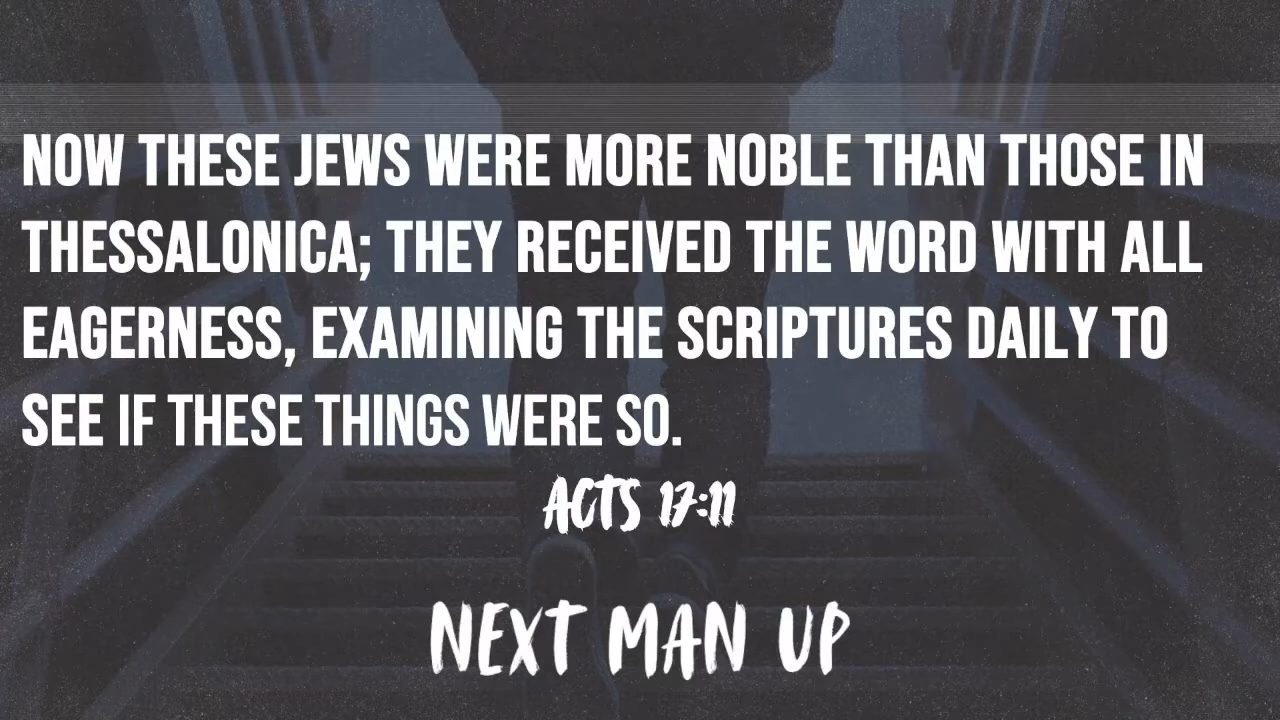 NOW THESE JEWS WERE MORE NOBLE THAN THOSE IN
THESSALONICA; THEY RECEIVED THE WORD WITH ALL
EAGERNESS, EXAMINING THE SCRIPTURES DAILY TO
SEE IF THESE THINGS WERE SO.
ACTS 17:11
NEXT MAN UP